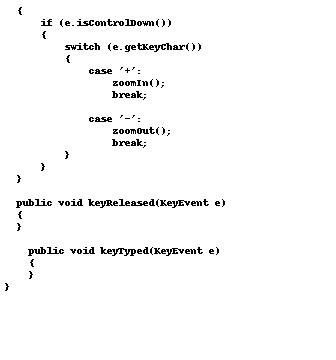 {
if (e.isControlDown())
{
switch (e.getKeyChar())
{
case '+':
zoomIn();
break;
case '-':
zoomOut();
break;
}
}
}
public void keyReleased(KeyEvent e)
{
}
public void keyTyped(KeyEvent e)
{
}
}